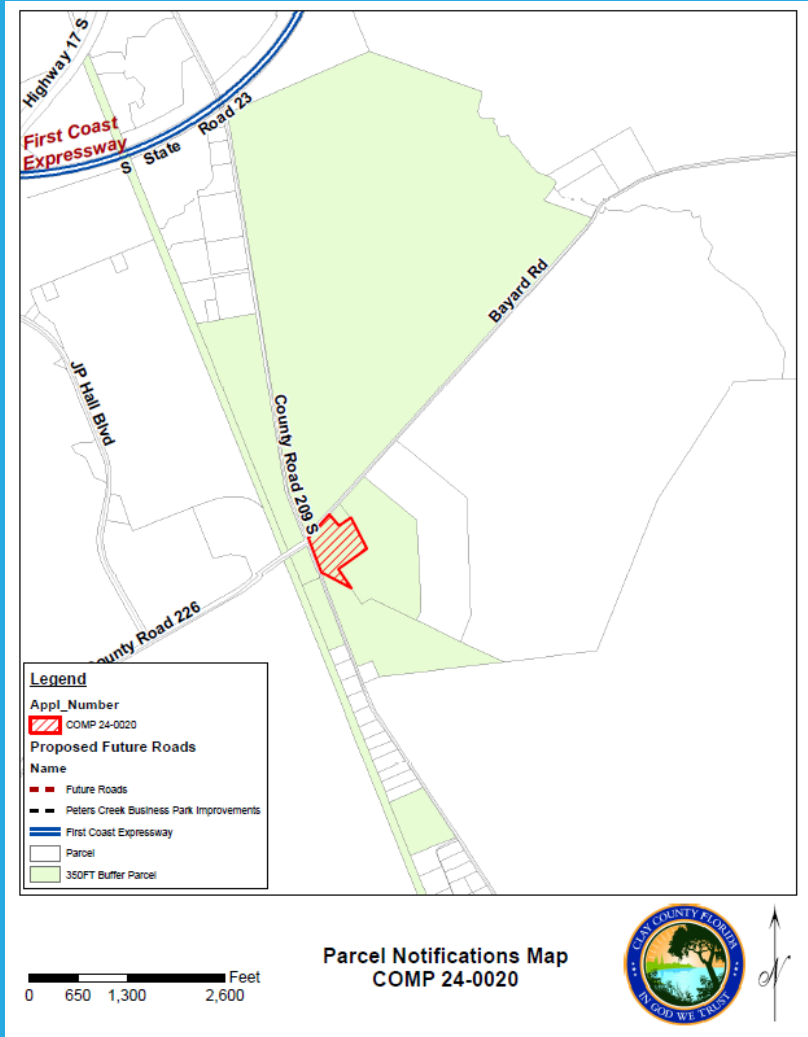 Highway 17 S
First Coast
Expressway
S State Road 23
Bayard Rd
JP Hall Blvd
County Road 209 S
ounty Road 226
Legend
Appl_Number
COMP 24-0020
Proposed Future Roads
Name
Future Roads
Peters Creek Business Park Improvements
First Coast Expressway
Parcel
350FT Buffer Parcel
Feet
0 650 1,300 2,600
Parcel Notifications Map
COMP 24-0020
CLAY COUNTY FLORIDA
IN GOD WE TRUST
N